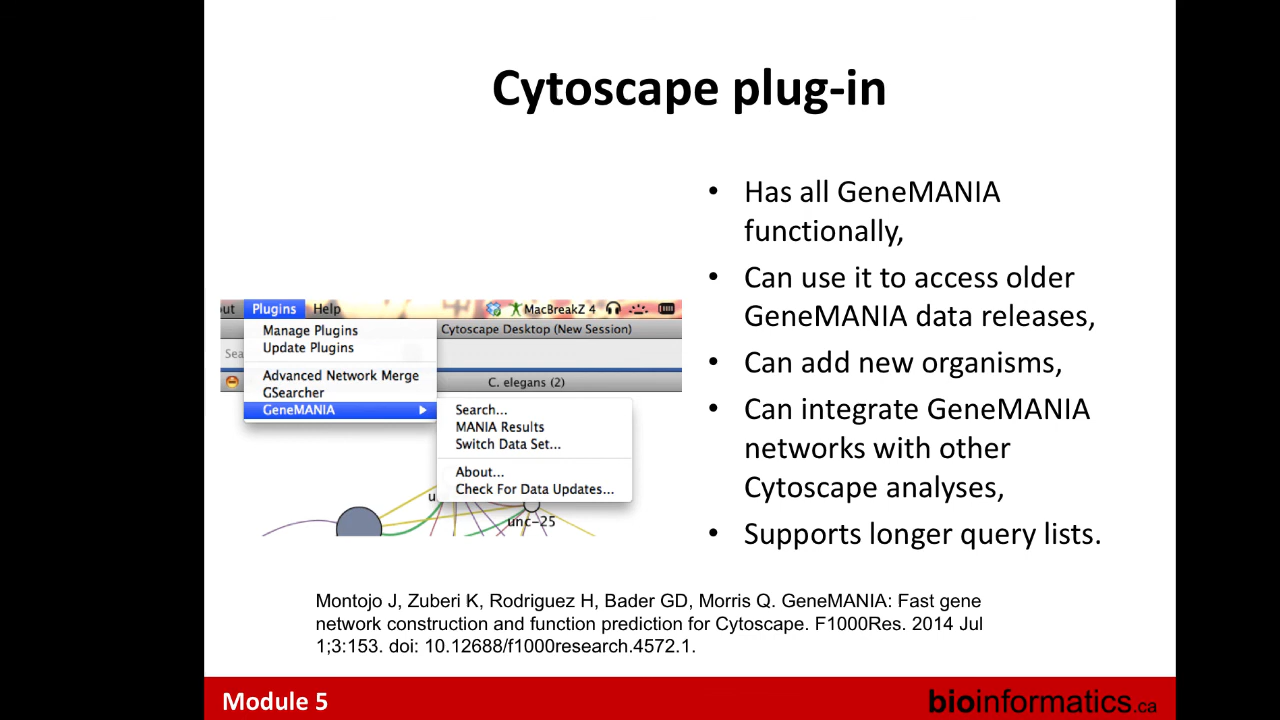 Cytoscape plug-in
• Has all GeneMANIA
functionally,
• Can use it to access older
GeneMANIA data releases,
• Can add new organisms,
• Can integrate GeneMANIA
networks with other
Cytoscape analyses,
• Supports longer query lists.
ut Plugins Help MacBreakZ 4
Manage Plugins
Cytoscape Desktop (New Session)
Update Plugins
Sea
Advanced Network Merge
C. elegans (2)
GSearcher
GeneMANIA
Search...
MANIA Results
Switch Data Set...
About...
Check For Data Updates...
u
unc-25
Montojo J, Zuberi K, Rodriguez H, Bader GD, Morris Q. GeneMANIA: Fast gene
network construction and function prediction for Cytoscape. F1000Res. 2014 Jul
1;3:153. doi: 10.12688/f1000research.4572.1.
Module 5
bioinformatics.ca